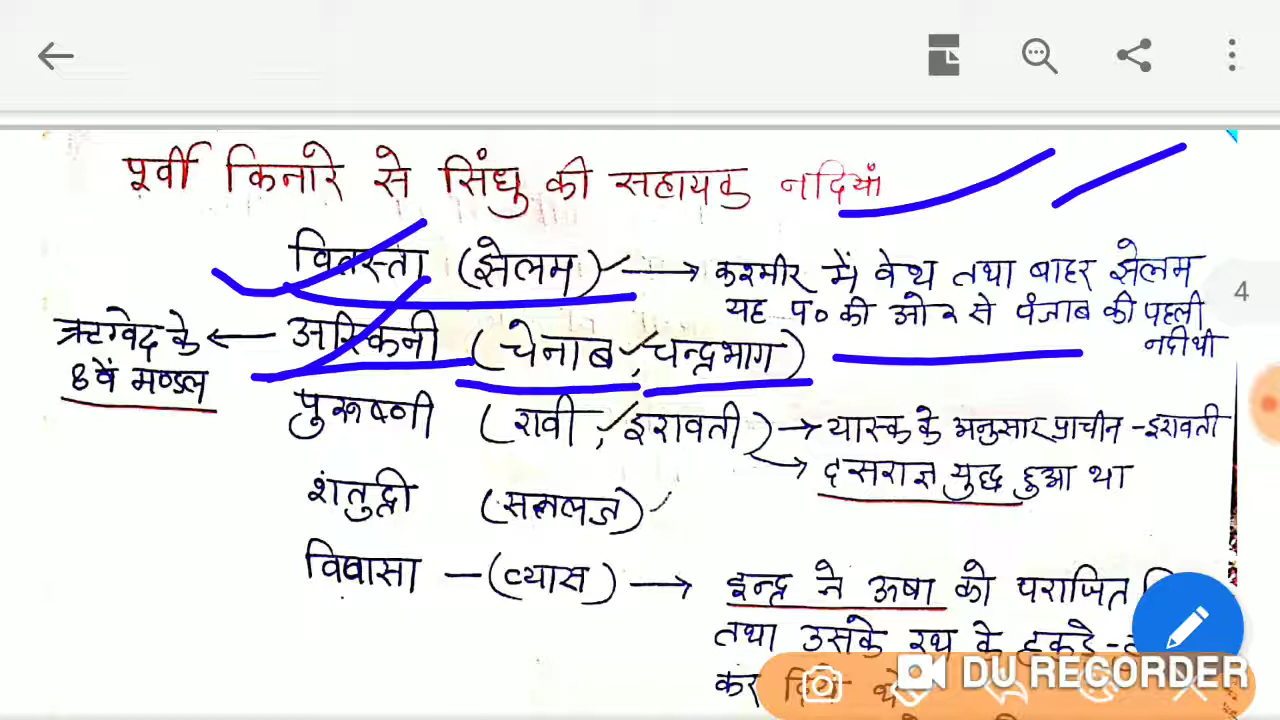 पूर्वी किनारे से सिंधु की सहायक नदियाँ
वितस्ता (झेलम) → कश्मीर में वेथ तथा बाहर झेलम
यह प० की ओर से पंजाब की पहली
नदी थी
4
ऋग्वेद के ← अस्किनी (चेनाब, चन्द्रभाग)
8 वें मण्डल
पुरूष्णी (रावी, इरावती) → यास्क के अनुसार प्राचीन - इरावती
→ दसराज्ञ युद्ध हुआ था
शतुद्री (सतलज)
विपासा - (व्यास) → इन्द्र ने ऊषा को पराजित
तथा उसके रथ के टुकडे -
कर दिये थे
DU RECORDER